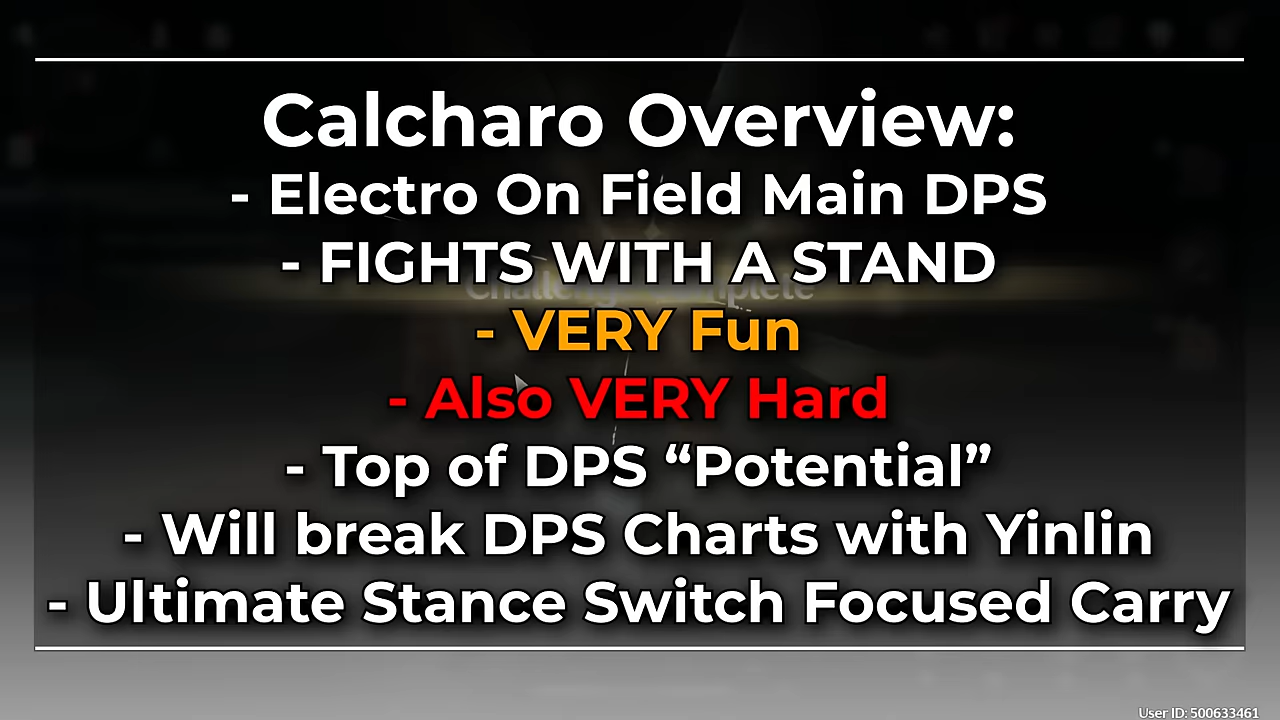 Calcharo Overview:
- Electro On Field Main DPS
- FIGHTS WITH A STAND
- VERY Fun
- Also VERY Hard
- Top of DPS “Potential”
- Will break DPS Charts with Yinlin
- Ultimate Stance Switch Focused Carry
User ID: 500633461